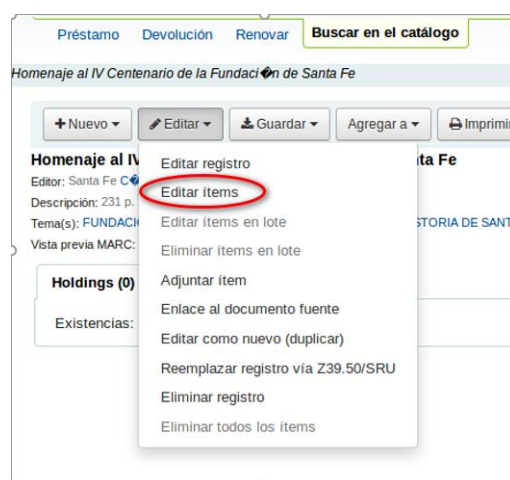 Préstamo Devolución Renovar Buscar en el catálogo
Homenaje al IV Centenario de la Fundaci�n de Santa Fe
+Nuevo Editar Guardar Agregar a Imprimir
Homenaje al IV ta Fe
Editar registro
Editor: Santa Fe C�
Editar ítems
Descripción: 231 p.
Tema(s): FUNDACI STORIA DE SANT
Editar ítems en lote
Vista previa MARC:
Eliminar ítems en lote
Holdings (0)
Adjuntar ítem
Enlace al documento fuente
Existencias:
Editar como nuevo (duplicar)
Reemplazar registro vía Z39.50/SRU
Eliminar registro
Eliminar todos los ítems